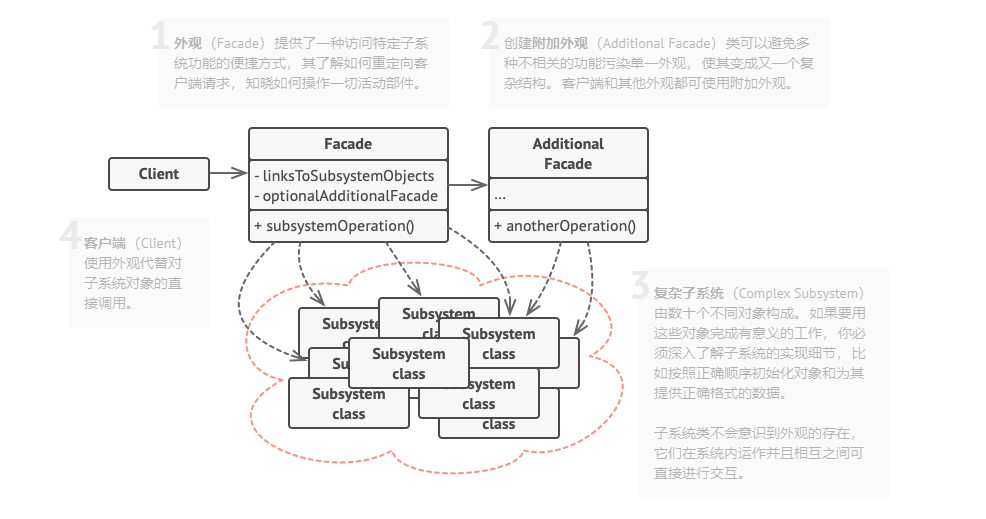 1
外观（Facade） 提供了一种访问特定子系
统功能的便捷方式， 其了解如何重定向客
户端请求， 知晓如何操作一切活动部件。
2
创建附加外观（Additional Facade） 类可以避免多
种不相关的功能污染单一外观， 使其变成又一个复
杂结构。 客户端和其他外观都可使用附加外观。
Client
Facade
- linksToSubsystemObjects
- optionalAdditionalFacade
+ subsystemOperation()
Additional
Facade
...
+ anotherOperation()
4
客户端（Client）
使用外观代替对
子系统对象的直
接调用。
Subsyste
Subsystem
Subsystem
class
Su
Subsystem
class
Subsystem
class
system
class
class
3
复杂子系统（Complex Subsystem）
由数十个不同对象构成。 如果要用
这些对象完成有意义的工作， 你必
须深入了解子系统的实现细节， 比
如按照正确顺序初始化对象和为其
提供正确格式的数据。
子系统类不会意识到外观的存在，
它们在系统内运作并且相互之间可
直接进行交互。